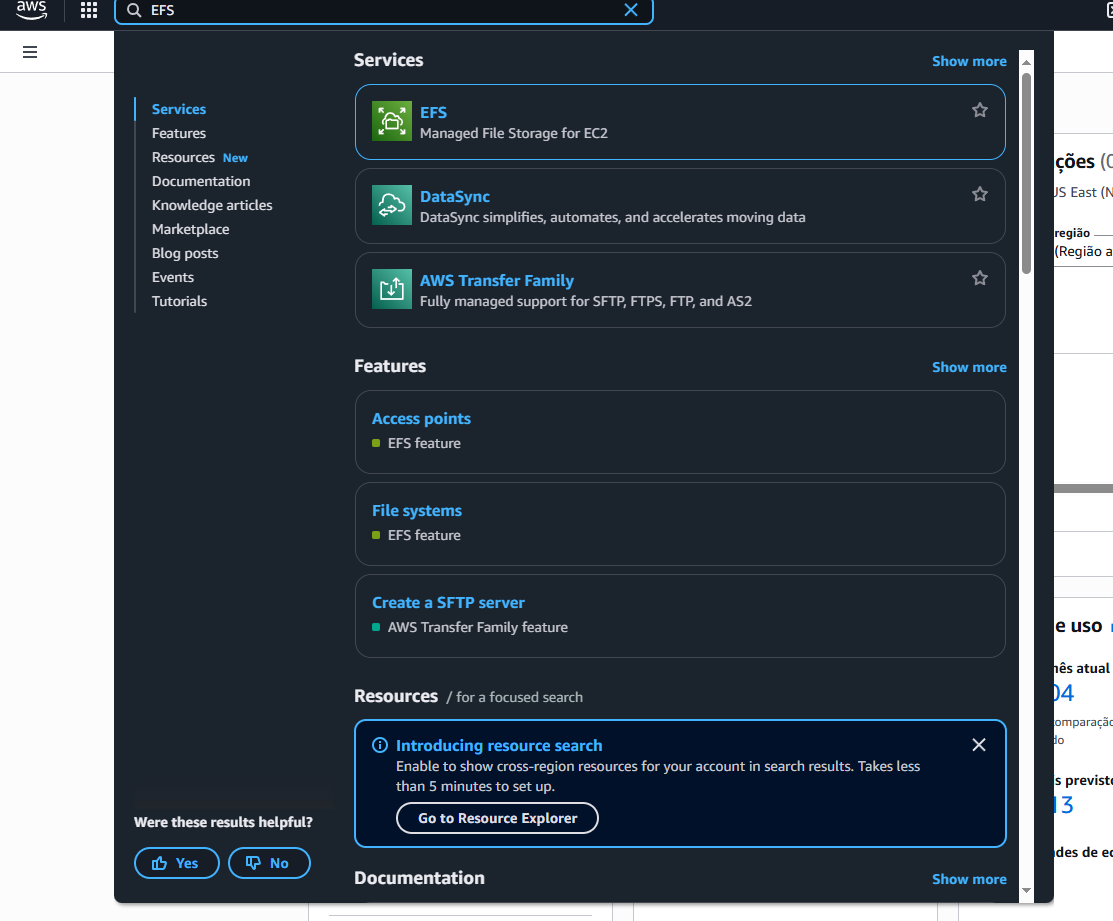 aws
EFS
Services
Show more
Services
Features
Resources New
Documentation
Knowledge articles
Marketplace
Blog posts
Events
Tutorials
EFS
Managed File Storage for EC2
DataSync
DataSync simplifies, automates, and accelerates moving data
AWS Transfer Family
Fully managed support for SFTP, FTPS, FTP, and AS2
Features
Show more
Access points
EFS feature
File systems
EFS feature
Create a SFTP server
AWS Transfer Family feature
Resources / for a focused search
Introducing resource search
Enable to show cross-region resources for your account in search results. Takes less
than 5 minutes to set up.
Go to Resource Explorer
Documentation
Show more
Were these results helpful?
Yes
No
ções (0
US East (N
região
(Região a
e uso
mês atual
04
comparação
do
s previsto
13
des de ec